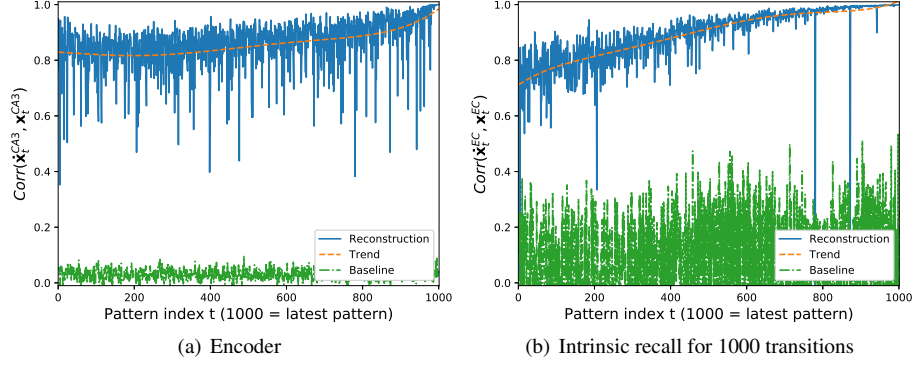 1.0
0.8
0.6
0.4
0.2
0.0
Corr(ẋ_t^{CA3}, x_t^{CA3})
Reconstruction
Trend
Baseline
0 200 400 600 800 1000
Pattern index t (1000 = latest pattern)
(a) Encoder
1.0
0.8
0.6
0.4
0.2
0.0
Corr(ẋ_t^{EC}, x_t^{EC})
Reconstruction
Trend
Baseline
0 200 400 600 800 1000
Pattern index t (1000 = latest pattern)
(b) Intrinsic recall for 1000 transitions